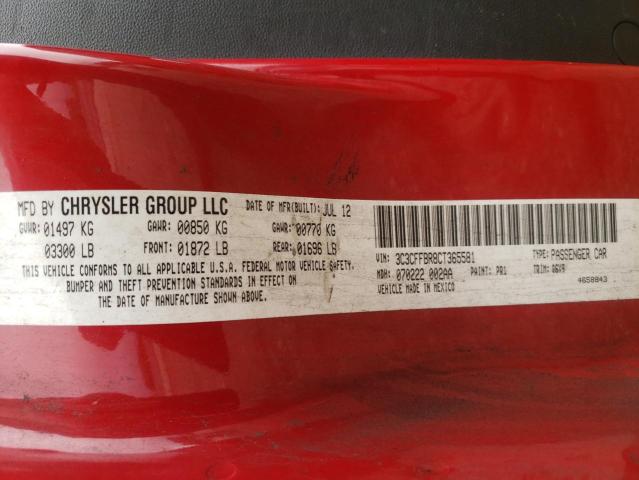 MFD BY CHRYSLER GROUP LLC DATE OF MFR(BUILT): JUL 12
GVWR: 01497 KG GAWR: 00850 KG GAWR: 00770 KG
03300 LB FRONT: 01872 LB REAR: 01696 LB
THIS VEHICLE CONFORMS TO ALL APPLICABLE U.S.A. FEDERAL MOTOR VEHICLE SAFETY,
BUMPER AND THEFT PREVENTION STANDARDS IN EFFECT ON
THE DATE OF MANUFACTURE SHOWN ABOVE.
VIN: 3C3CFFBR8CT365581 TYPE: PASSENGER CAR
MDH: 070222 002AA PAINT: PR1 TRIM: B6X9
VEHICLE MADE IN MEXICO 4658843